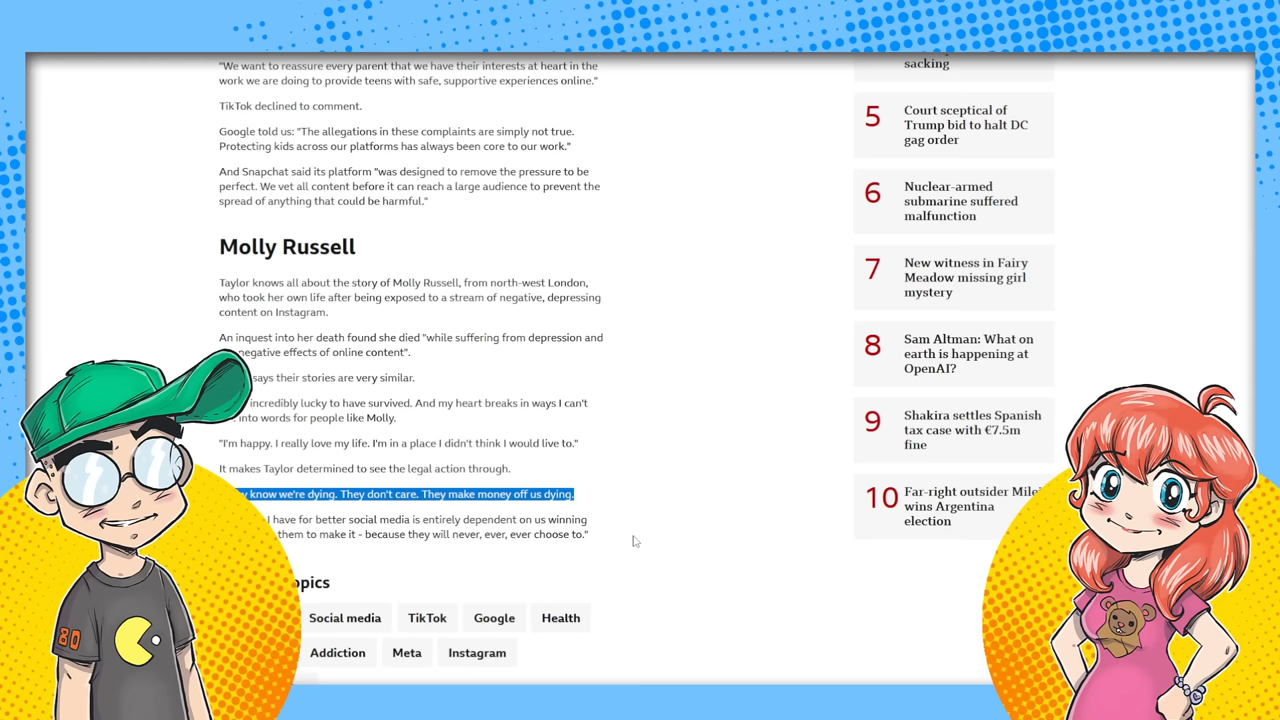 "We want to reassure every parent that we have their interests at heart in the
work we are doing to provide teens with safe, supportive experiences online."
TikTok declined to comment.
Google told us: "The allegations in these complaints are simply not true.
Protecting kids across our platforms has always been core to our work."
And Snapchat said its platform "was designed to remove the pressure to be
perfect. We vet all content before it can reach a large audience to prevent the
spread of anything that could be harmful."
Molly Russell
Taylor knows all about the story of Molly Russell, from north-west London,
who took her own life after being exposed to a stream of negative, depressing
content on Instagram.
An inquest into her death found she died "while suffering from depression and
negative effects of online content".
says their stories are very similar.
incredibly lucky to have survived. And my heart breaks in ways I can't
into words for people like Molly.
"I'm happy. I really love my life. I'm in a place I didn't think I would live to."
It makes Taylor determined to see the legal action through.
know we're dying. They don't care. They make money off us dying.
I have for better social media is entirely dependent on us winning
them to make it - because they will never, ever, ever choose to."
opics
Social media
TikTok
Google
Health
Addiction
Meta
Instagram
sacking
5
Court sceptical of
Trump bid to halt DC
gag order
6
Nuclear-armed
submarine suffered
malfunction
7
New witness in Fairy
Meadow missing girl
mystery
8
Sam Altman: What on
earth is happening at
OpenAI?
9
Shakira settles Spanish
tax case with €7.5m
fine
10
Far-right outsider Milei
wins Argentina
election
80